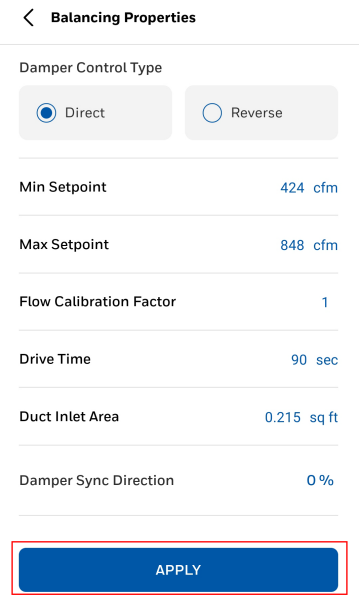 Balancing Properties
Damper Control Type
Direct Reverse
Min Setpoint 424 cfm
Max Setpoint 848 cfm
Flow Calibration Factor 1
Drive Time 90 sec
Duct Inlet Area 0.215 sq ft
Damper Sync Direction 0 %
APPLY